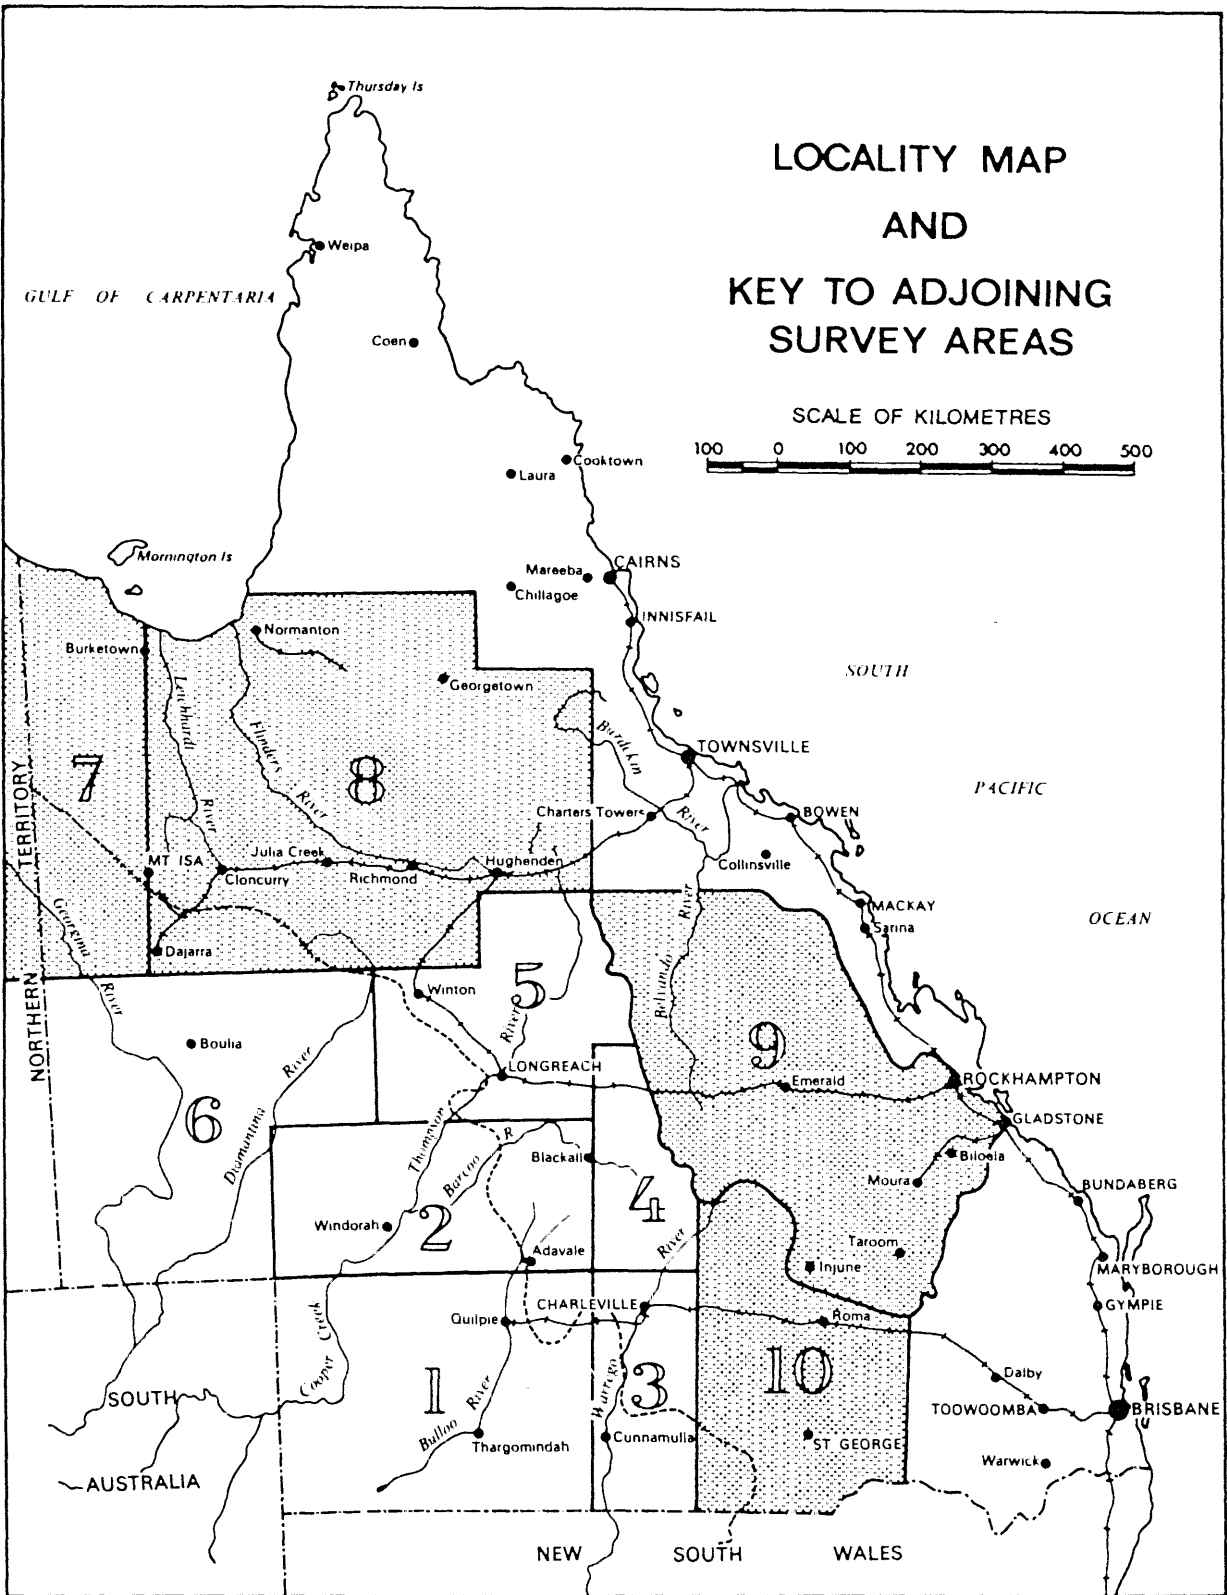 Thursday Is
LOCALITY MAP
AND
KEY TO ADJOINING
SURVEY AREAS
Weipa
GULF OF CARPENTARIA
Coen
SCALE OF KILOMETRES
100 0 100 200 300 400 500
Cooktown
Laura
Mornington Is
CAIRNS
Mareeba
Chillagoe
INNISFAIL
Normanton
Burketown
SOUTH
Georgetown
Leichhardt
River
Flinders
River
Burdekin
River
TOWNSVILLE
7
8
PACIFIC
Charters Towers
BOWEN
NORTHERN TERRITORY
MT ISA
Julia Creek
Hughenden
Collinsville
Cloncurry
Richmond
MACKAY
Sarina
OCEAN
Georgina
River
Dajarra
Belyando
River
Winton
5
River
9
Boulia
LONGREACH
Emerald
ROCKHAMPTON
6
Diamantina
River
GLADSTONE
Thomson
Barcoo
R
Blackall
Biloela
Moura
BUNDABERG
Windorah
2
4
River
Adavale
Taroom
Injune
MARYBOROUGH
CHARLEVILLE
GYMPIE
Quilpie
Roma
Cooper Creek
1
3
10
Dalby
SOUTH
Bulloo River
Warrego
TOOWOOMBA
BRISBANE
Thargomindah
Cunnamulla
ST GEORGE
Warwick
AUSTRALIA
NEW SOUTH WALES